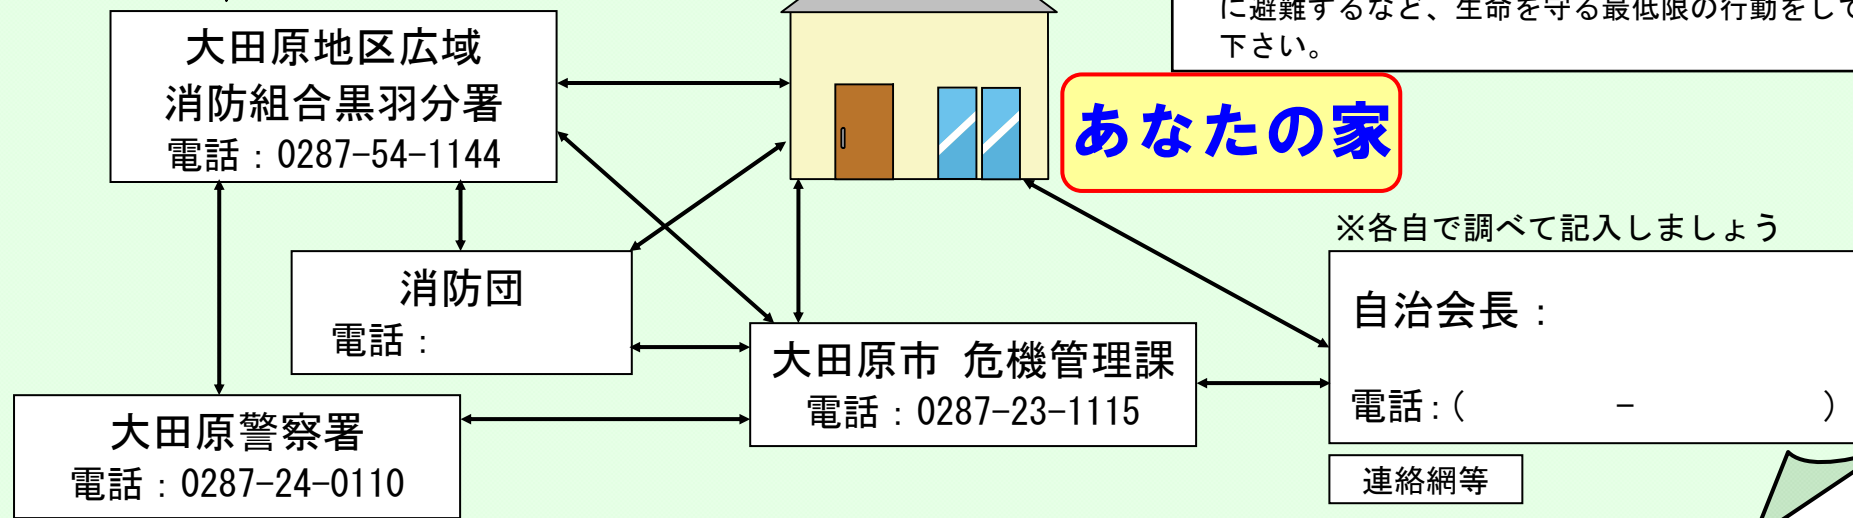 に避難するなど、生命を守る最低限の行動をして
下さい。
大田原地区広域
消防組合黒羽分署
電話：0287-54-1144
あなたの家
※各自で調べて記入しましょう
消防団
電話：
自治会長：
電話：(　　　－　　　)
大田原市 危機管理課
電話：0287-23-1115
大田原警察署
電話：0287-24-0110
連絡網等